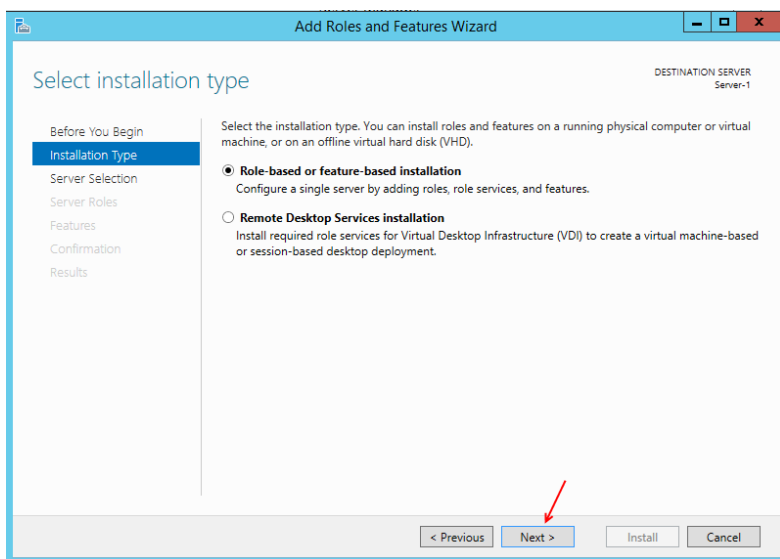 Add Roles and Features Wizard
Select installation type
DESTINATION SERVER
Server-1
Before You Begin
Installation Type
Server Selection
Server Roles
Features
Confirmation
Results
Select the installation type. You can install roles and features on a running physical computer or virtual
machine, or on an offline virtual hard disk (VHD).
Role-based or feature-based installation
Configure a single server by adding roles, role services, and features.
Remote Desktop Services installation
Install required role services for Virtual Desktop Infrastructure (VDI) to create a virtual machine-based
or session-based desktop deployment.
< Previous
Next >
Install
Cancel